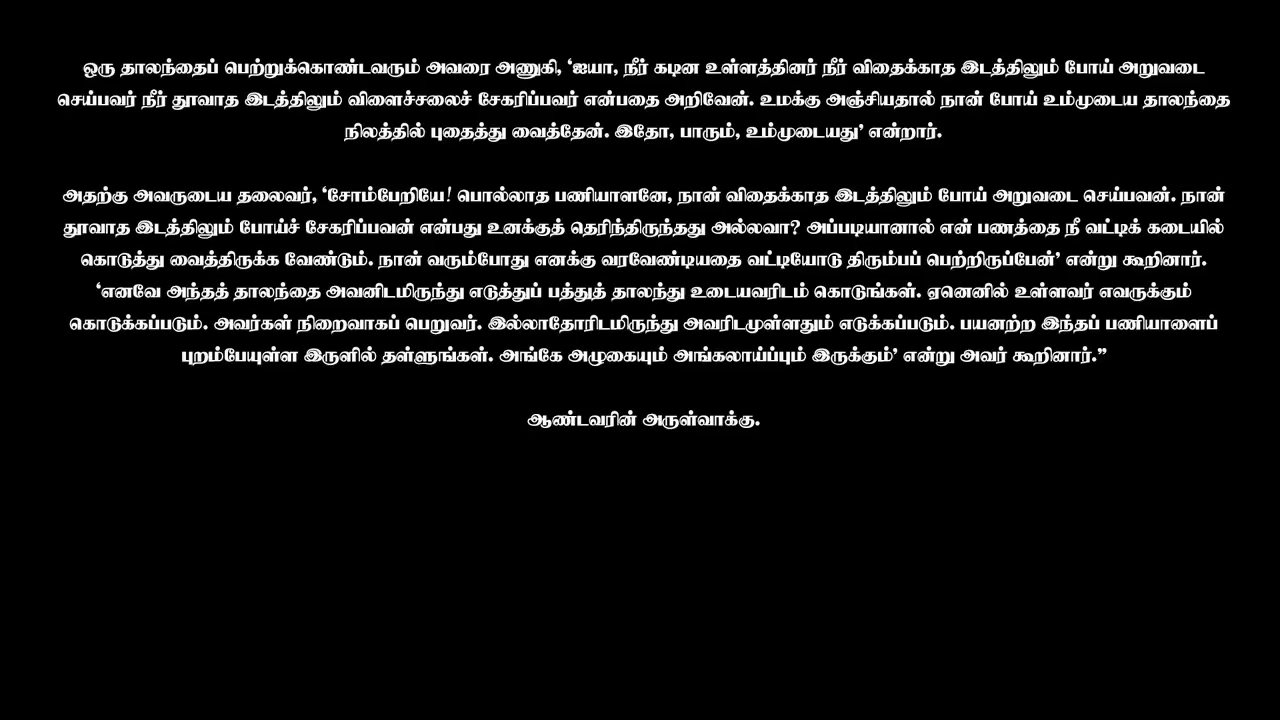 ஒரு தாலந்தைப் பெற்றுக்கொண்டவரும் அவரை அணுகி, ‘ஐயா, நீர் கடின உள்ளத்தினர் நீர் விதைக்காத இடத்திலும் போய் அறுவடை
செய்பவர் நீர் தூவாத இடத்திலும் விளைச்சலைச் சேகரிப்பவர் என்பதை அறிவேன். உமக்கு அஞ்சியதால் நான் போய் உம்முடைய தாலந்தை
நிலத்தில் புதைத்து வைத்தேன். இதோ, பாரும், உம்முடையது’ என்றார்.
அதற்கு அவருடைய தலைவர், ‘சோம்பேறியே! பொல்லாத பணியாளனே, நான் விதைக்காத இடத்திலும் போய் அறுவடை செய்பவன். நான்
தூவாத இடத்திலும் போய்ச் சேகரிப்பவன் என்பது உனக்குத் தெரிந்திருந்தது அல்லவா? அப்படியானால் என் பணத்தை நீ வட்டிக் கடையில்
கொடுத்து வைத்திருக்க வேண்டும். நான் வரும்போது எனக்கு வரவேண்டியதை வட்டியோடு திரும்பப் பெற்றிருப்பேன்’ என்று கூறினார்.
‘எனவே அந்தத் தாலந்தை அவனிடமிருந்து எடுத்துப் பத்துத் தாலந்து உடையவரிடம் கொடுங்கள். ஏனெனில் உள்ளவர் எவருக்கும்
கொடுக்கப்படும். அவர்கள் நிறைவாகப் பெறுவர். இல்லாதோரிடமிருந்து அவரிடமுள்ளதும் எடுக்கப்படும். பயனற்ற இந்தப் பணியாளைப்
புறம்பேயுள்ள இருளில் தள்ளுங்கள். அங்கே அழுகையும் அங்கலாய்ப்பும் இருக்கும்’ என்று அவர் கூறினார்.”
ஆண்டவரின் அருள்வாக்கு.